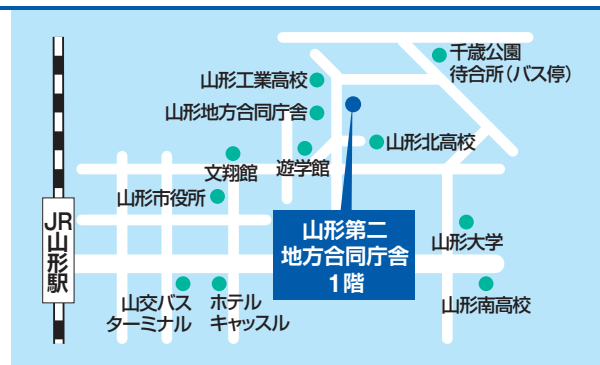 千歳公園
待合所(バス停)
山形工業高校
山形地方合同庁舎
山形北高校
文翔館
遊学館
山形市役所
JR山形駅
山形第二
地方合同庁舎
1階
山形大学
山交バス
ターミナル
ホテル
キャッスル
山形南高校